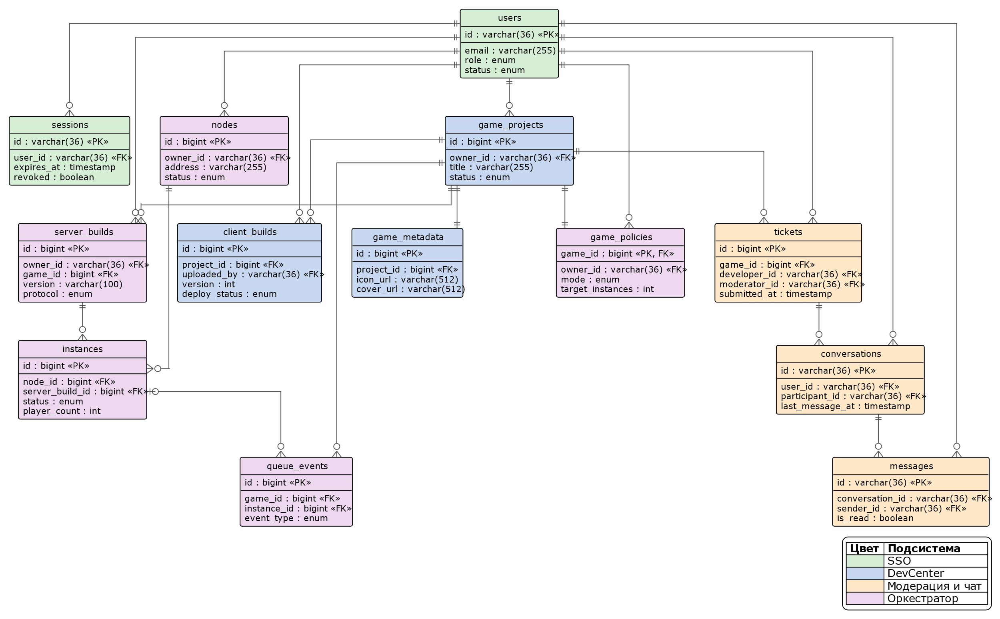 users
id : varchar(36) «PK»
email : varchar(255)
role : enum
status : enum
sessions
id : varchar(36) «PK»
user_id : varchar(36) «FK»
expires_at : timestamp
revoked : boolean
nodes
id : bigint «PK»
owner_id : varchar(36) «FK»
address : varchar(255)
status : enum
game_projects
id : bigint «PK»
owner_id : varchar(36) «FK»
title : varchar(255)
status : enum
server_builds
id : bigint «PK»
owner_id : varchar(36) «FK»
game_id : bigint «FK»
version : varchar(100)
protocol : enum
client_builds
id : bigint «PK»
project_id : bigint «FK»
uploaded_by : varchar(36) «FK»
version : int
deploy_status : enum
game_metadata
id : bigint «PK»
project_id : bigint «FK»
icon_url : varchar(512)
cover_url : varchar(512)
game_policies
game_id : bigint «PK, FK»
owner_id : varchar(36) «FK»
mode : enum
target_instances : int
tickets
id : bigint «PK»
game_id : bigint «FK»
developer_id : varchar(36) «FK»
moderator_id : varchar(36) «FK»
submitted_at : timestamp
instances
id : bigint «PK»
node_id : bigint «FK»
server_build_id : bigint «FK»
status : enum
player_count : int
conversations
id : varchar(36) «PK»
user_id : varchar(36) «FK»
participant_id : varchar(36) «FK»
last_message_at : timestamp
queue_events
id : bigint «PK»
game_id : bigint «FK»
instance_id : bigint «FK»
event_type : enum
messages
id : varchar(36) «PK»
conversation_id : varchar(36) «FK»
sender_id : varchar(36) «FK»
is_read : boolean
Цвет Подсистема
SSO
DevCenter
Модерация и чат
Оркестратор